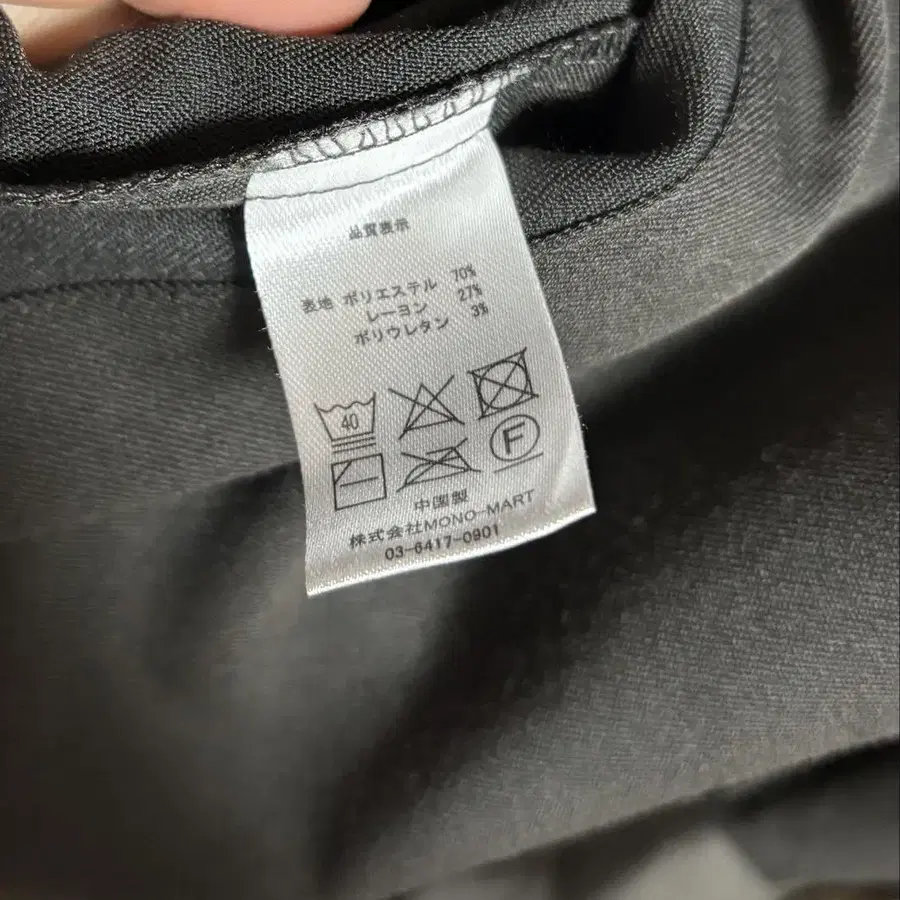 品質表示
表地 ポリエステル 70%
レーヨン 27%
ポリウレタン 3%
40
F
中国製
株式会社MONO-MART
03-6417-0901